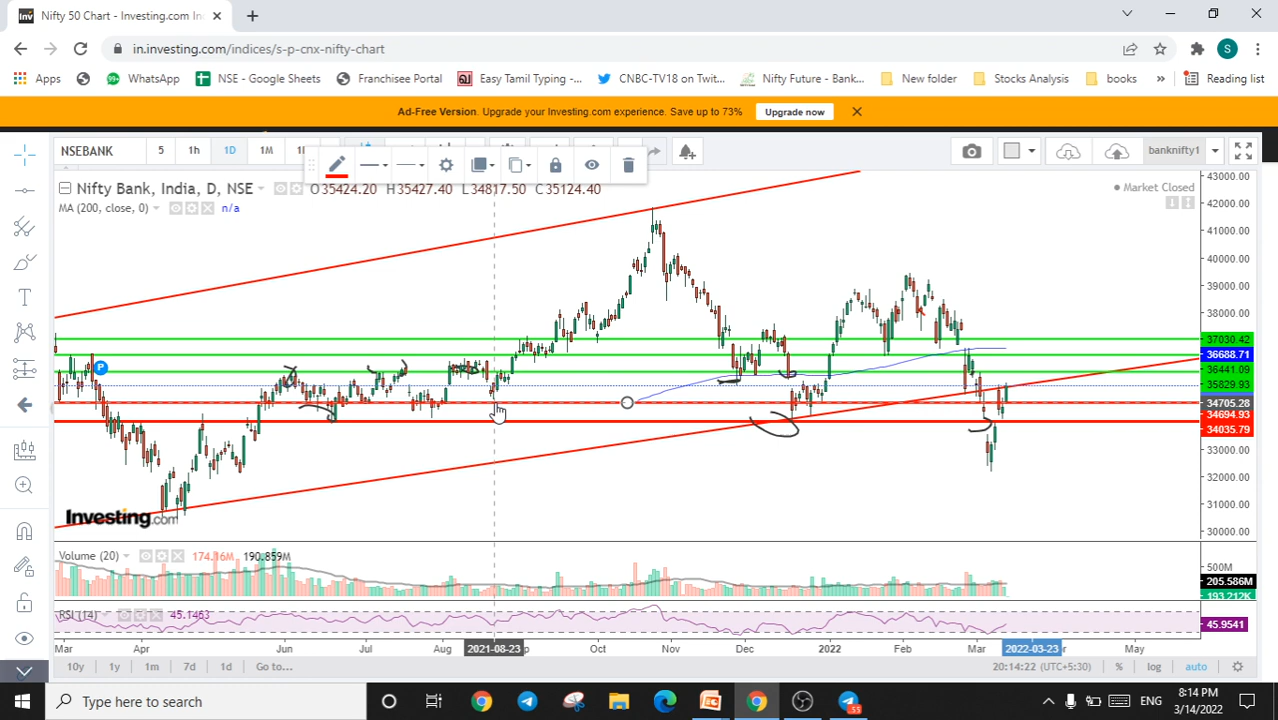 Nifty 50 Chart - Investing.com In
in.investing.com/indices/s-p-cnx-nifty-chart
S
Apps
99+ WhatsApp
NSE - Google Sheets
Franchisee Portal
Easy Tamil Typing -...
CNBC-TV18 on Twit...
Nifty Future - Bank...
New folder
Stocks Analysis
books
»
Reading list
Ad-Free Version. Upgrade your Investing.com experience. Save up to 73%
Upgrade now
NSEBANK
5
1h
1D
1M
banknifty1
Nifty Bank, India, D, NSE
O35424.20 H35427.40 L34817.50 C35124.40
Market Closed
MA (200, close, 0)
n/a
43000.00
42000.00
41000.00
40000.00
39000.00
38000.00
37030.42
36688.71
36441.09
35829.93
34705.28
34694.93
34035.79
33000.00
32000.00
31000.00
30000.00
P
Investing.com
Volume (20)
174.16M
190.859M
500M
205.586M
193.212K
RSI (14)
45.1463
45.9541
Mar
Apr
Jun
Jul
Aug
2021-08-23
Oct
Nov
Dec
2022
Feb
Mar
2022-03-23
May
10y
1y
1m
7d
1d
Go to...
20:14:22 (UTC+5:30)
%
log
auto
Type here to search
55
ENG
8:14 PM
3/14/2022